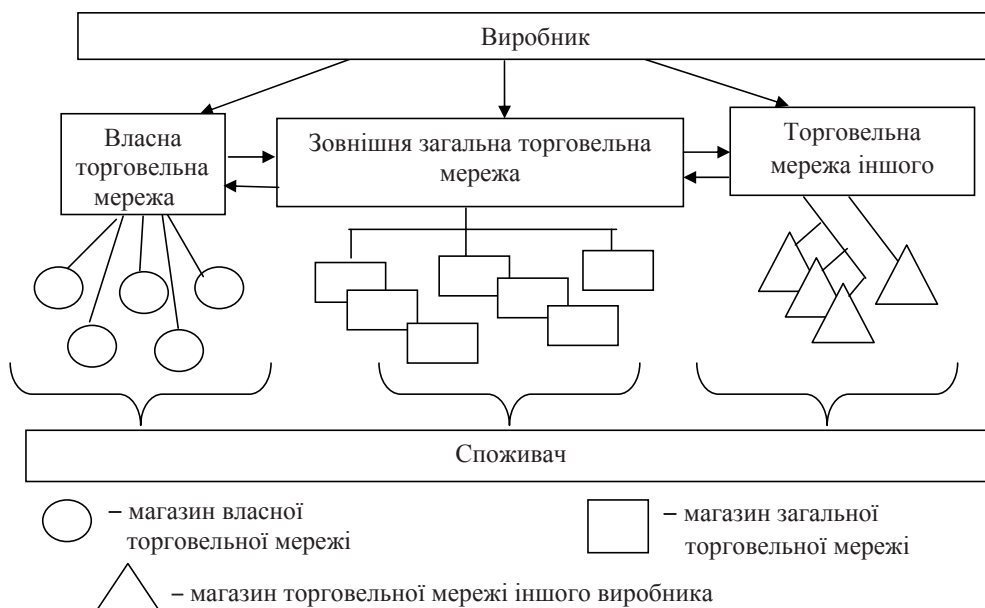 Виробник
Власна
торговельна
мережа
Зовнішня загальна торговельна
мережа
Торговельна
мережа іншого
Споживач
– магазин власної
торговельної мережі
– магазин загальної
торговельної мережі
– магазин торговельної мережі іншого виробника